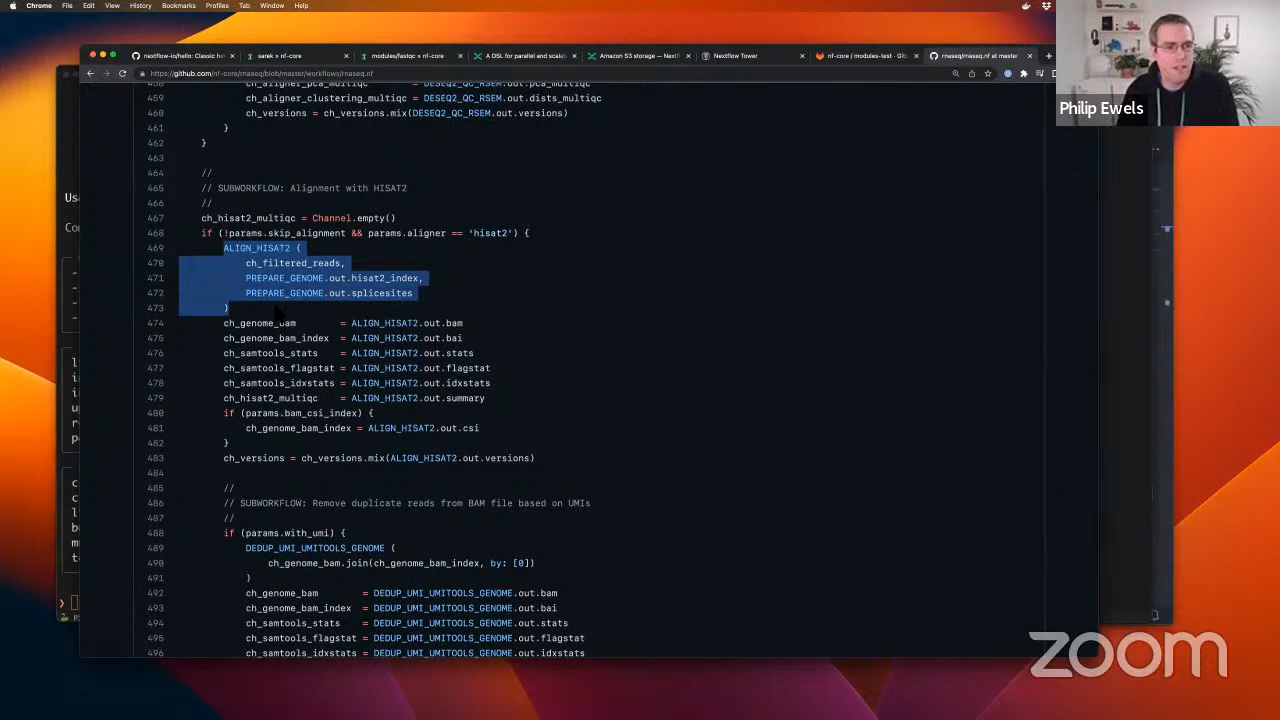 Chrome File Edit View History Bookmarks Profiles Tab Window Help
nextflow-io/hello: Classic he
sarek » nf-core
modules/fastqc » nf-core
A DSL for parallel and scalab
Amazon S3 storage — Nextf
Nextflow Tower
nf-core / modules-test · GitL
rnaseq/rnaseq.nf at master
https://github.com/nf-core/rnaseq/blob/master/workflows/rnaseq.nf
Philip Ewels
459 ch_aligner_clustering_multiqc = DESEQ2_QC_RSEM.out.dists_multiqc
460 ch_versions = ch_versions.mix(DESEQ2_QC_RSEM.out.versions)
461 }
462 }
463
464 //
465 // SUBWORKFLOW: Alignment with HISAT2
466 //
467 ch_hisat2_multiqc = Channel.empty()
468 if (!params.skip_alignment && params.aligner == 'hisat2') {
469 ALIGN_HISAT2 (
470 ch_filtered_reads,
471 PREPARE_GENOME.out.hisat2_index,
472 PREPARE_GENOME.out.splicesites
473 )
474 ch_genome_bam = ALIGN_HISAT2.out.bam
475 ch_genome_bam_index = ALIGN_HISAT2.out.bai
476 ch_samtools_stats = ALIGN_HISAT2.out.stats
477 ch_samtools_flagstat = ALIGN_HISAT2.out.flagstat
478 ch_samtools_idxstats = ALIGN_HISAT2.out.idxstats
479 ch_hisat2_multiqc = ALIGN_HISAT2.out.summary
480 if (params.bam_csi_index) {
481 ch_genome_bam_index = ALIGN_HISAT2.out.csi
482 }
483 ch_versions = ch_versions.mix(ALIGN_HISAT2.out.versions)
484
485 //
486 // SUBWORKFLOW: Remove duplicate reads from BAM file based on UMIs
487 //
488 if (params.with_umi) {
489 DEDUP_UMI_UMITOOLS_GENOME (
490 ch_genome_bam.join(ch_genome_bam_index, by: [0])
491 )
492 ch_genome_bam = DEDUP_UMI_UMITOOLS_GENOME.out.bam
493 ch_genome_bam_index = DEDUP_UMI_UMITOOLS_GENOME.out.bai
494 ch_samtools_stats = DEDUP_UMI_UMITOOLS_GENOME.out.stats
495 ch_samtools_flagstat = DEDUP_UMI_UMITOOLS_GENOME.out.flagstat
496 ch_samtools_idxstats = DEDUP_UMI_UMITOOLS_GENOME.out.idxstats
zoom